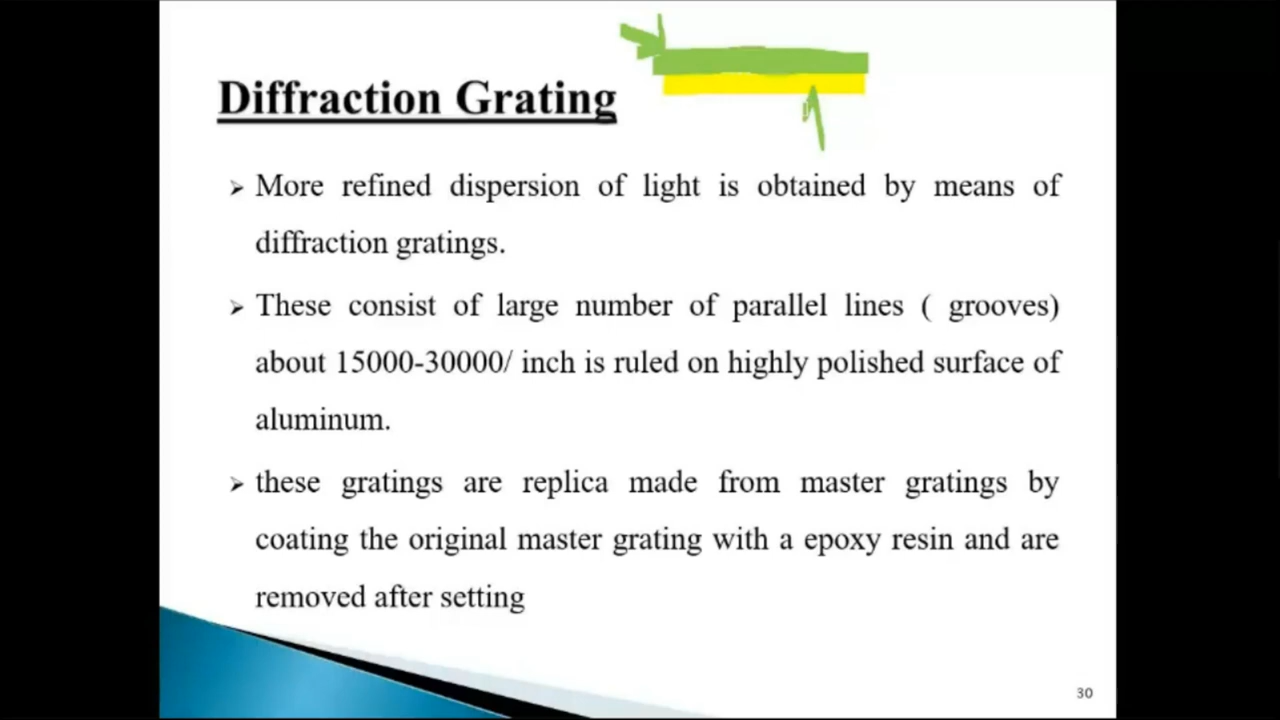 Diffraction Grating
➢ More refined dispersion of light is obtained by means of
diffraction gratings.
➢ These consist of large number of parallel lines ( grooves)
about 15000-30000/ inch is ruled on highly polished surface of
aluminum.
➢ these gratings are replica made from master gratings by
coating the original master grating with a epoxy resin and are
removed after setting
30